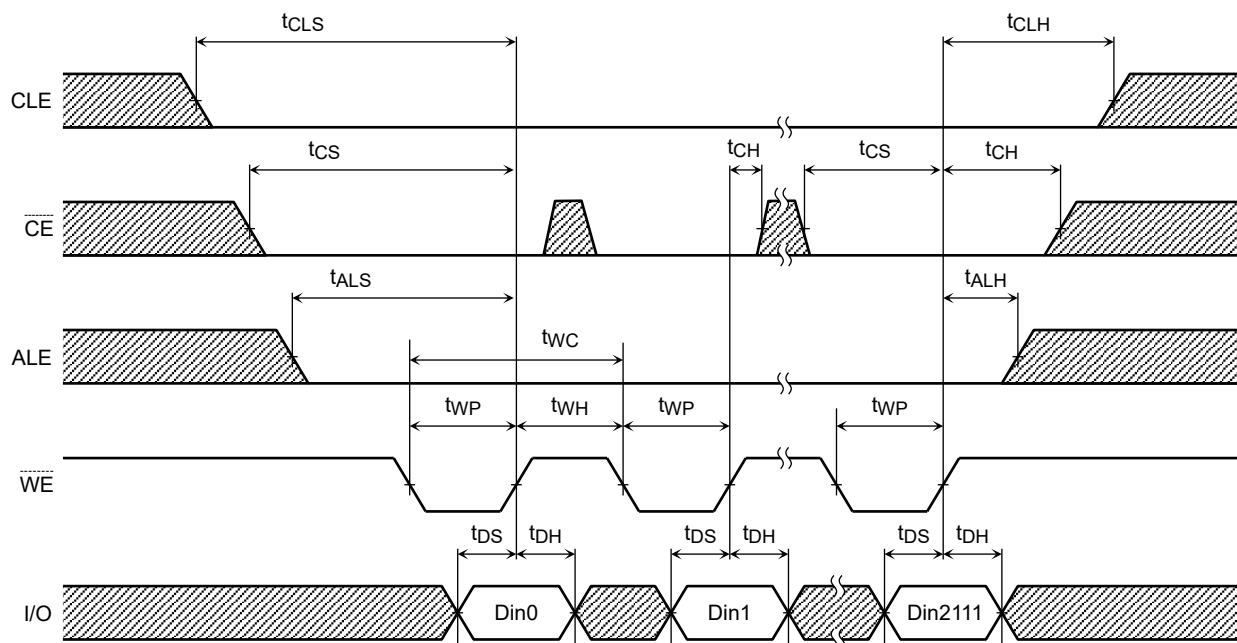 tCLS tCLH
CLE
tCS tCH tCS tCH
CE
tALS tALH
ALE
tWC
tWP tWH tWP tWP
WE
tDS tDH tDS tDH tDS tDH
I/O Din0 Din1 Din2111